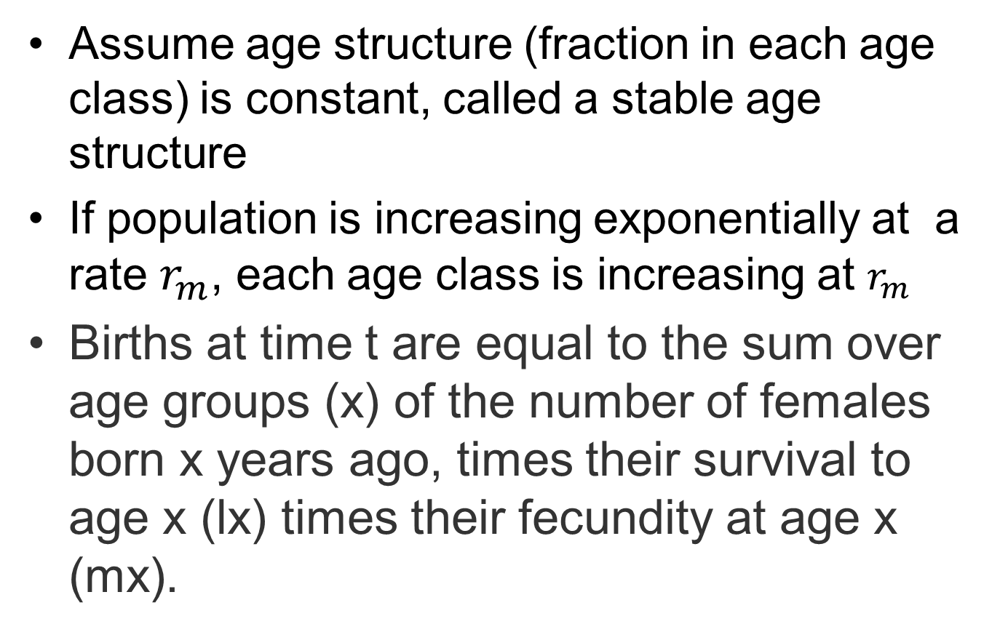 • Assume age structure (fraction in each age
class) is constant, called a stable age
structure
• If population is increasing exponentially at  a
rate 𝑟𝑚, each age class is increasing at 𝑟𝑚
• Births at time t are equal to the sum over
age groups (x) of the number of females
born x years ago, times their survival to
age x (lx) times their fecundity at age x
(mx).